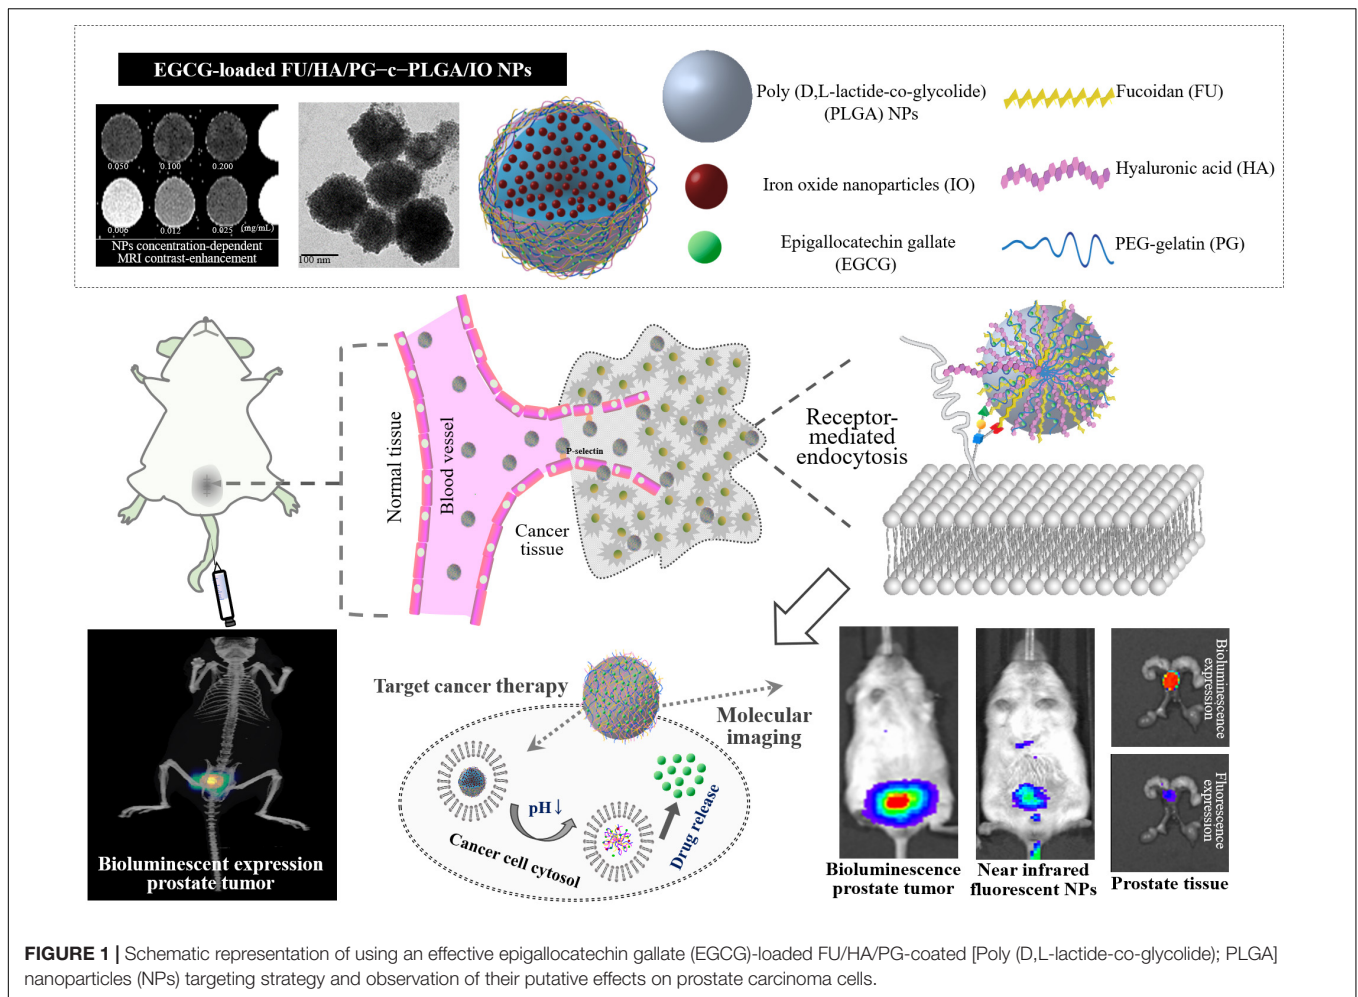 EGCG-loaded FU/HA/PG−c−PLGA/IO NPs
0.050
0.100
0.200
0.006
0.012
0.025
(mg/mL)
NPs concentration-dependent
MRI contrast-enhancement
100 nm
Poly (D,L-lactide-co-glycolide)
(PLGA) NPs
Iron oxide nanoparticles (IO)
Epigallocatechin gallate
(EGCG)
Fucoidan (FU)
Hyaluronic acid (HA)
PEG-gelatin (PG)
Normal tissue
Blood vessel
P-selectin
Cancer
tissue
Receptor-
mediated
endocytosis
Bioluminescent expression
prostate tumor
Target cancer therapy
Molecular
imaging
pH↓
Cancer cell cytosol
Drug release
Bioluminescence
prostate tumor
Near infrared
fluorescent NPs
Bioluminescence
expression
Fluorescence
expression
Prostate tissue
FIGURE 1 | Schematic representation of using an effective epigallocatechin gallate (EGCG)-loaded FU/HA/PG-coated [Poly (D,L-lactide-co-glycolide); PLGA]
nanoparticles (NPs) targeting strategy and observation of their putative effects on prostate carcinoma cells.